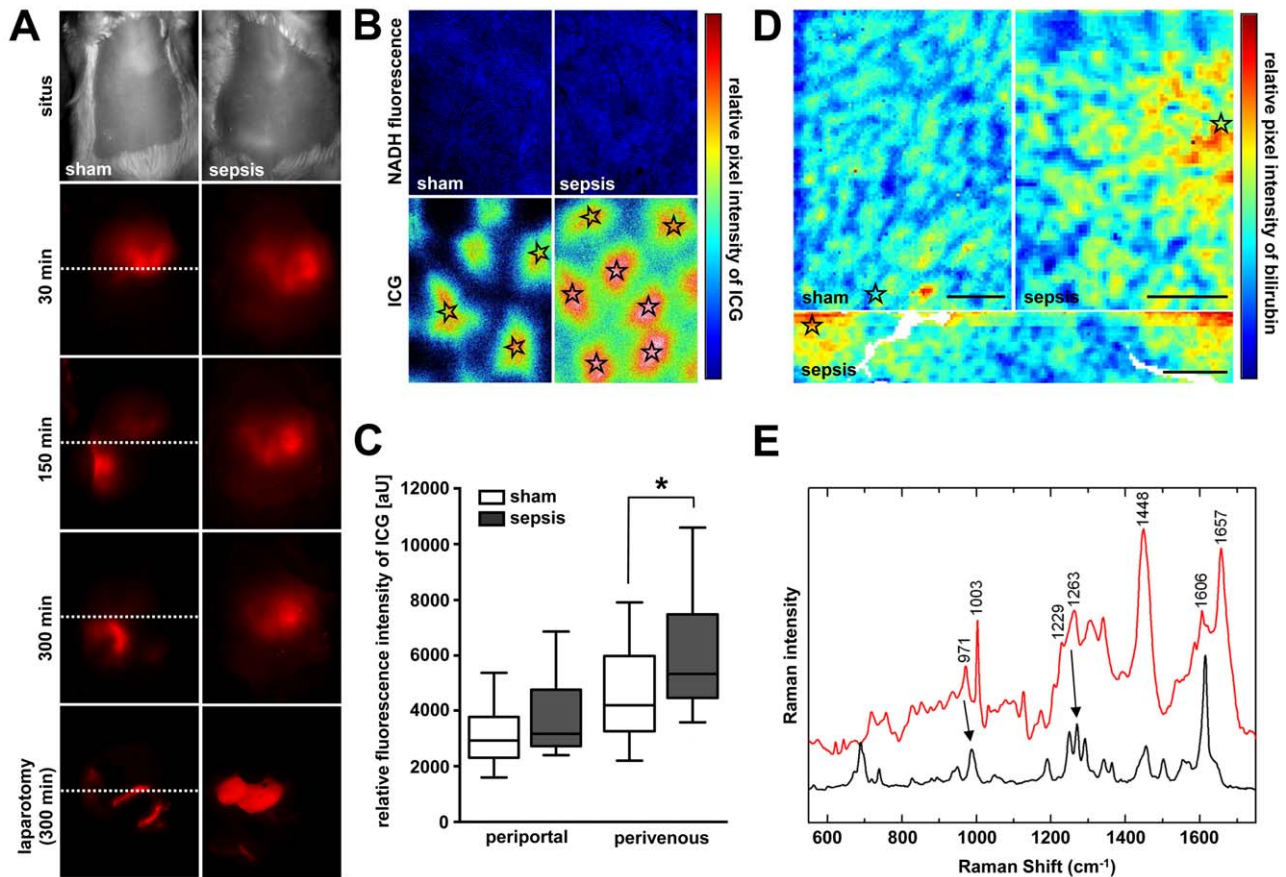 A
situs
sham
sepsis
30 min
150 min
300 min
laparotomy
(300 min)
B
NADH fluorescence
sham
sepsis
ICG
relative pixel intensity of ICG
C
relative fluorescence intensity of ICG [aU]
12000
10000
8000
6000
4000
2000
0
sham
sepsis
*
periportal
perivenous
D
sham
sepsis
sepsis
relative pixel intensity of bilirubin
E
Raman intensity
971
1003
1229
1263
1448
1606
1657
600
800
1000
1200
1400
1600
Raman Shift (cm⁻¹)